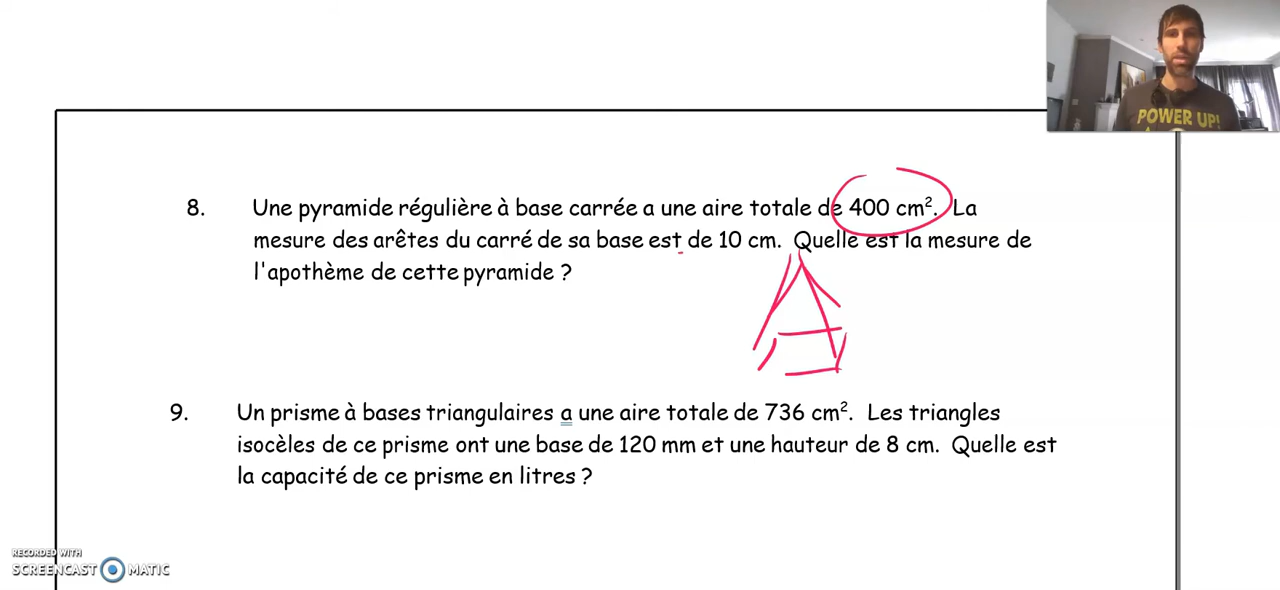 POWER UP!
8. Une pyramide régulière à base carrée a une aire totale de 400 cm². La
mesure des arêtes du carré de sa base est de 10 cm. Quelle est la mesure de
l'apothème de cette pyramide ?
9. Un prisme à bases triangulaires a une aire totale de 736 cm². Les triangles
isocèles de ce prisme ont une base de 120 mm et une hauteur de 8 cm. Quelle est
la capacité de ce prisme en litres ?
RECORDED WITH
SCREENCAST MATIC